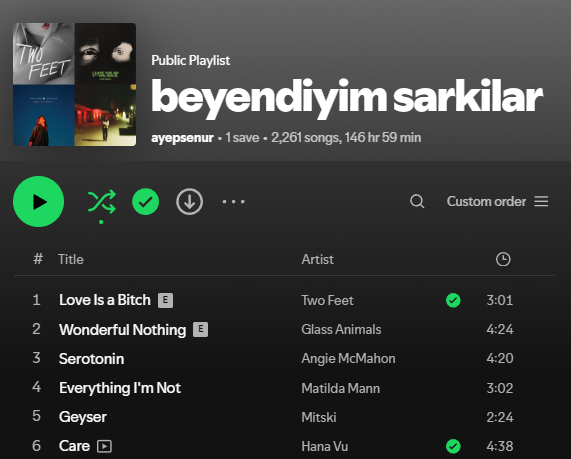 TWO
FEET
Public Playlist
beyendiyim sarkilar
ayepsenur • 1 save • 2,261 songs, 146 hr 59 min
Custom order
# Title Artist
1 Love Is a Bitch E Two Feet 3:01
2 Wonderful Nothing E Glass Animals 4:24
3 Serotonin Angie McMahon 4:20
4 Everything I'm Not Matilda Mann 3:02
5 Geyser Mitski 2:24
6 Care Hana Vu 4:38